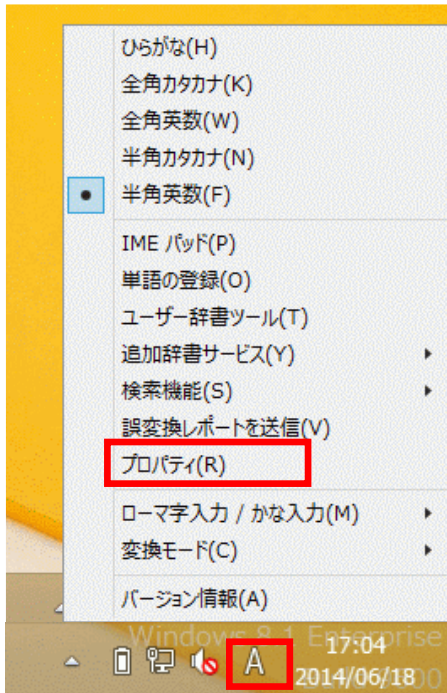 ひらがな(H)
全角カタカナ(K)
全角英数(W)
半角カタカナ(N)
半角英数(F)
IME パッド(P)
単語の登録(O)
ユーザー辞書ツール(T)
追加辞書サービス(Y)
検索機能(S)
誤変換レポートを送信(V)
プロパティ(R)
ローマ字入力 / かな入力(M)
変換モード(C)
バージョン情報(A)
Windows 8.1 Enterprise
A
17:04
2014/06/18